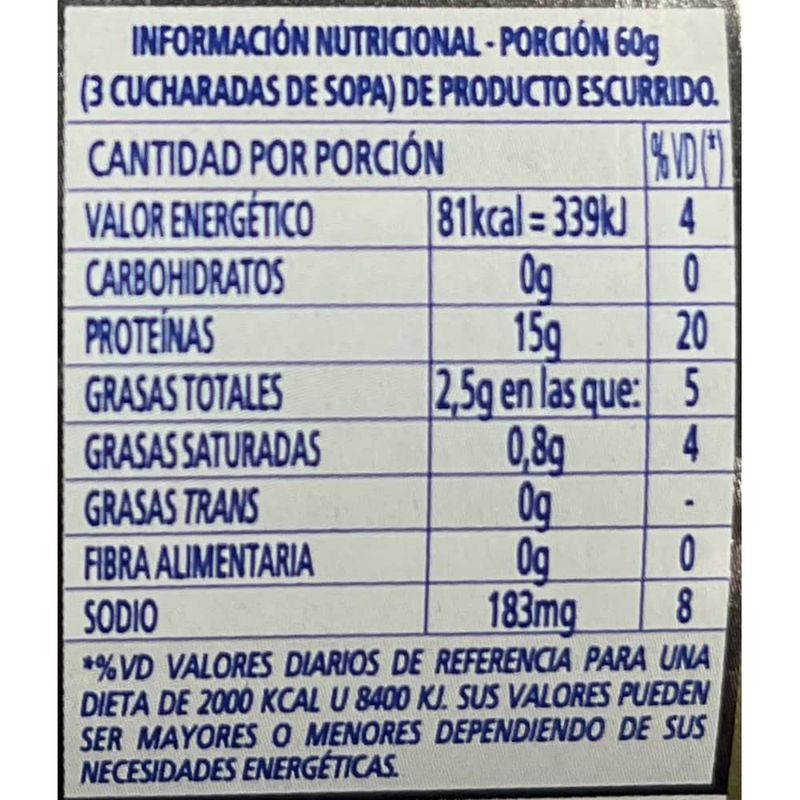 INFORMACIÓN NUTRICIONAL - PORCIÓN 60g
(3 CUCHARADAS DE SOPA) DE PRODUCTO ESCURRIDO.
CANTIDAD POR PORCIÓN %VD(*)
VALOR ENERGÉTICO 81kcal = 339kJ 4
CARBOHIDRATOS 0g 0
PROTEÍNAS 15g 20
GRASAS TOTALES 2,5g en las que: 5
GRASAS SATURADAS 0,8g 4
GRASAS TRANS 0g -
FIBRA ALIMENTARIA 0g 0
SODIO 183mg 8
*%VD VALORES DIARIOS DE REFERENCIA PARA UNA
DIETA DE 2000 KCAL U 8400 KJ. SUS VALORES PUEDEN
SER MAYORES O MENORES DEPENDIENDO DE SUS
NECESIDADES ENERGÉTICAS.